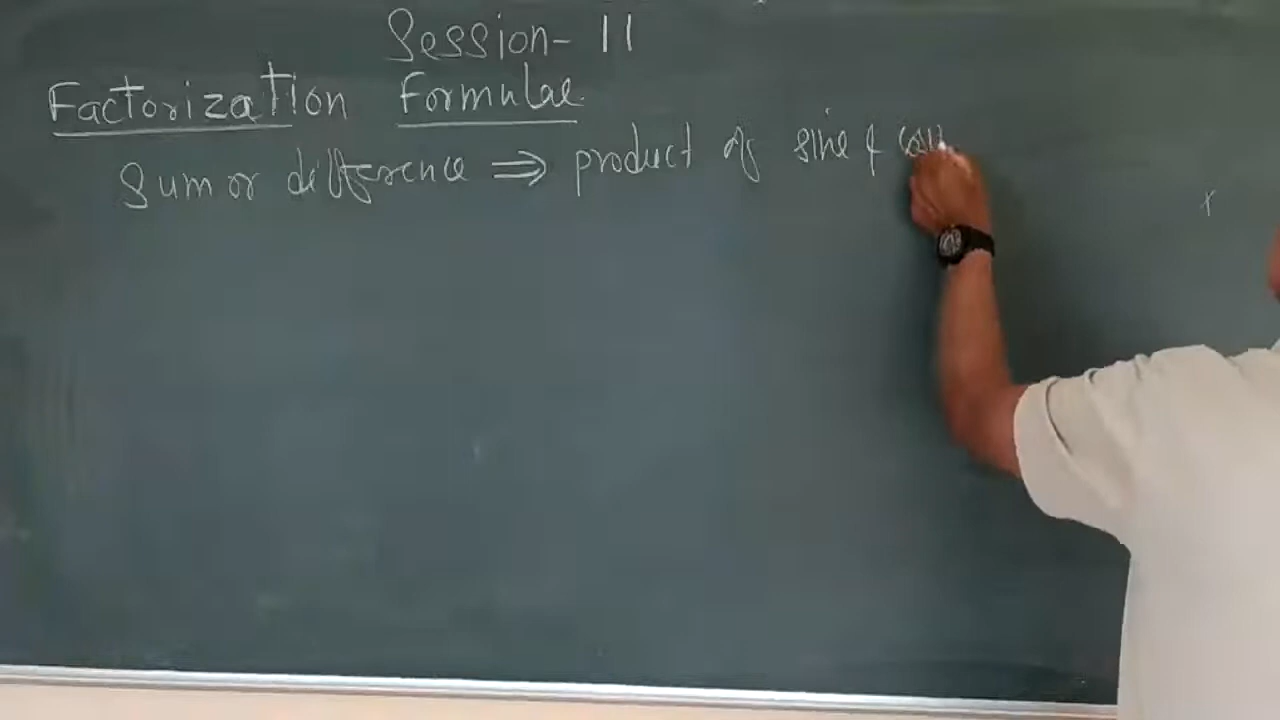 Session- 11
Factorization Formulae
Sum or difference ⇒ product of sine &